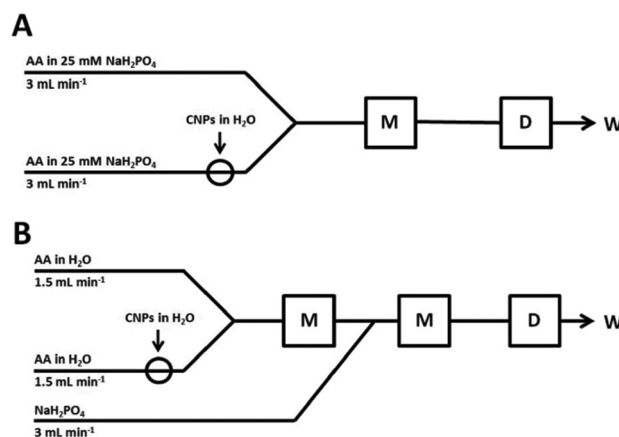 A
AA in 25 mM NaH₂PO₄
3 mL min⁻¹
CNPs in H₂O
AA in 25 mM NaH₂PO₄
3 mL min⁻¹
M
D
W
B
AA in H₂O
1.5 mL min⁻¹
CNPs in H₂O
AA in H₂O
1.5 mL min⁻¹
NaH₂PO₄
3 mL min⁻¹
M
M
D
W